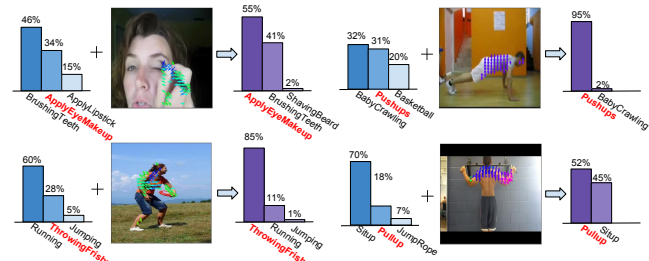 46%
34%
15%
BrushingTeeth
ApplyEyeMakeup
ApplyLipstick
+
55%
41%
2%
ApplyEyeMakeup
BrushingTeeth
ShavingBeard
32%
31%
20%
BabyCrawling
Pushups
Basketball
+
95%
2%
Pushups
BabyCrawling
60%
28%
5%
Running
ThrowingFrisb
Jumping
+
85%
11%
1%
ThrowingFrisb
Running
Jumping
70%
18%
7%
Situp
Pullup
JumpRope
+
52%
45%
Pullup
Situp